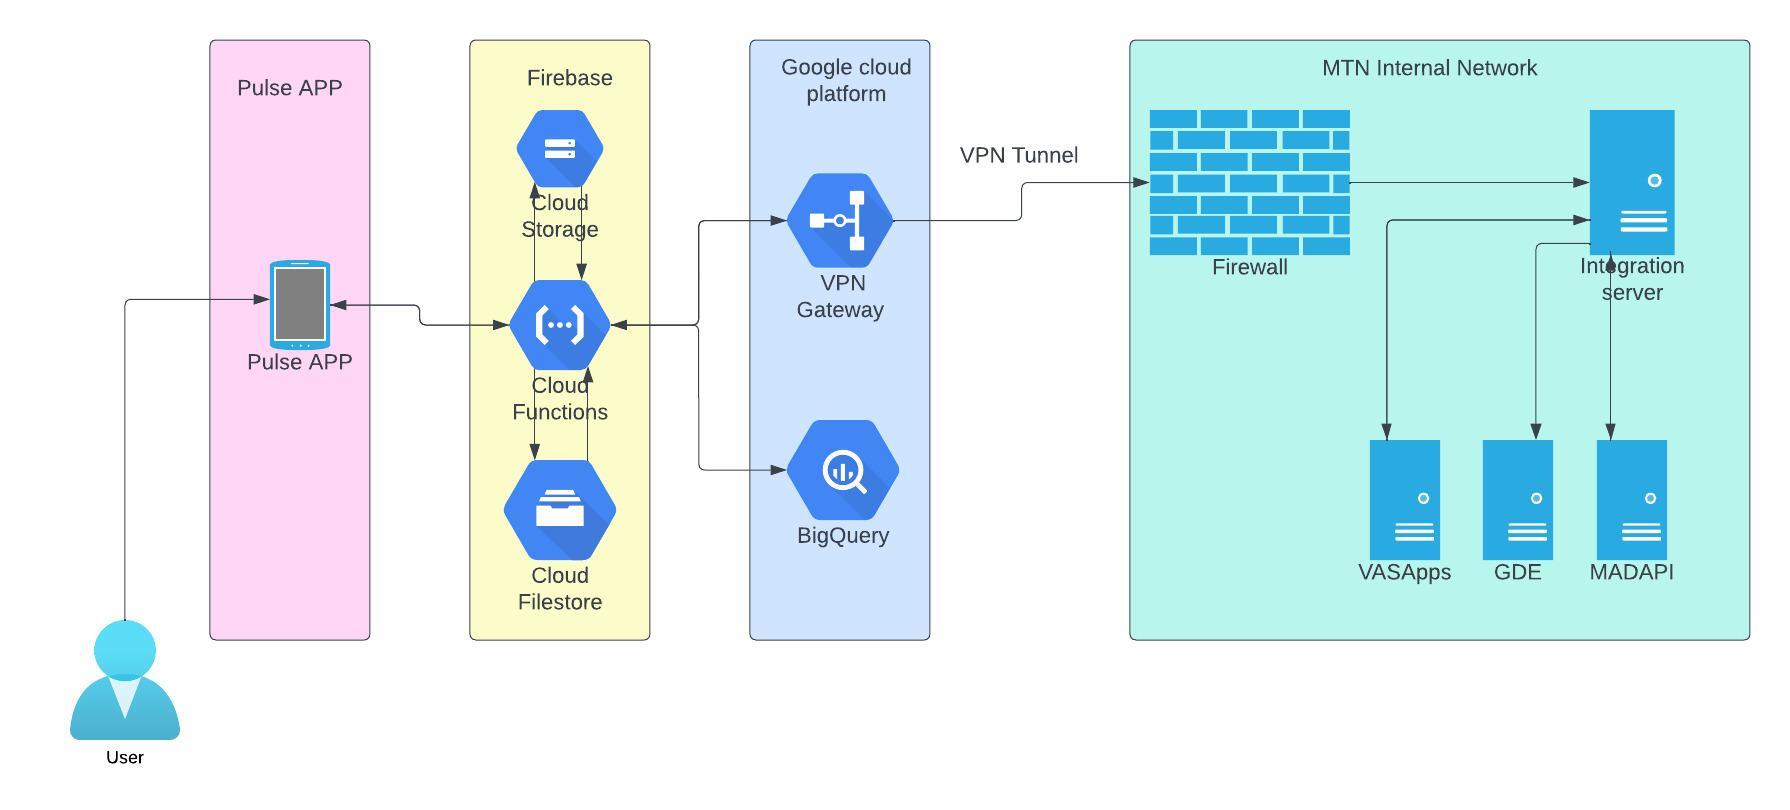 Pulse APP
Pulse APP
User
Firebase
Cloud
Storage
Cloud
Functions
Cloud
Filestore
Google cloud
platform
VPN
Gateway
BigQuery
VPN Tunnel
MTN Internal Network
Firewall
Integration
server
VASApps
GDE
MADAPI